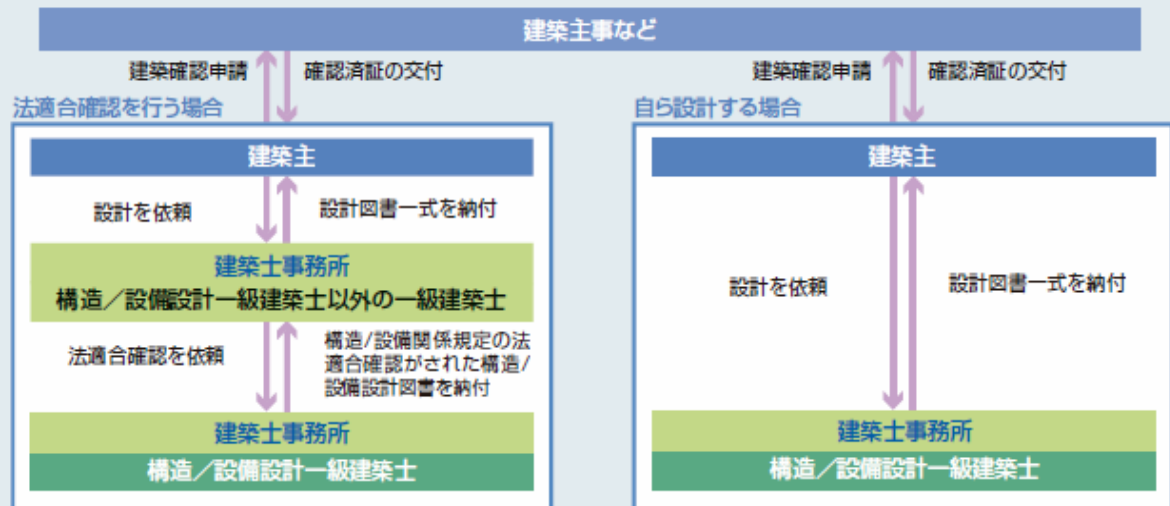 建築主事など
建築確認申請
確認済証の交付
法適合確認を行う場合
建築主
設計を依頼
設計図書一式を納付
建築士事務所
構造／設備設計一級建築士以外の一級建築士
法適合確認を依頼
構造/設備関係規定の法
適合確認がされた構造/
設備設計図書を納付
建築士事務所
構造／設備設計一級建築士
建築確認申請
確認済証の交付
自ら設計する場合
建築主
設計を依頼
設計図書一式を納付
建築士事務所
構造／設備設計一級建築士